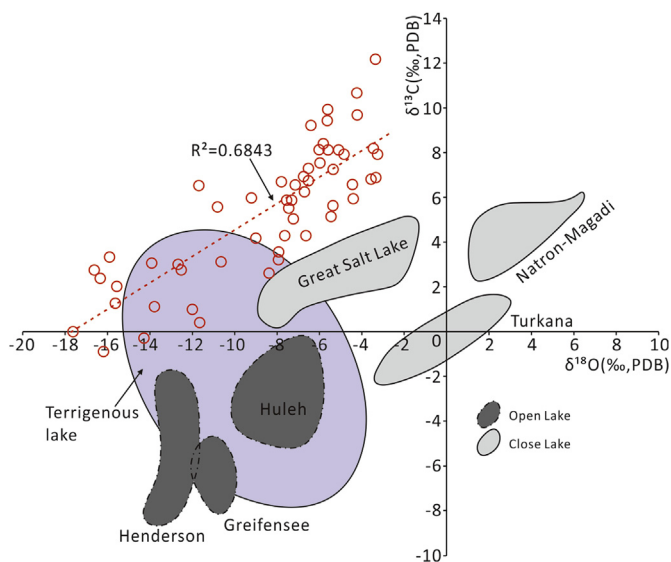 14
12
10
8
6
4
2
δ¹³C(‰,PDB)
R²=0.6843
Great Salt Lake
Natron-Magadi
Turkana
-18 -16 -14 -12 -10 -8 -6 -4 -2 0 2 4 6 8 10
δ¹⁸O(‰,PDB)
-2
-4
-6
-8
-10
Terrigenous
lake
Huleh
Open Lake
Close Lake
Henderson
Greifensee